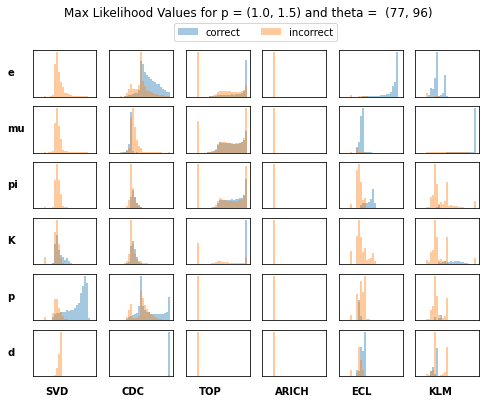 Max Likelihood Values for p = (1.0, 1.5) and theta =  (77, 96)
correct incorrect
e
mu
pi
K
p
d
SVD CDC TOP ARICH ECL KLM